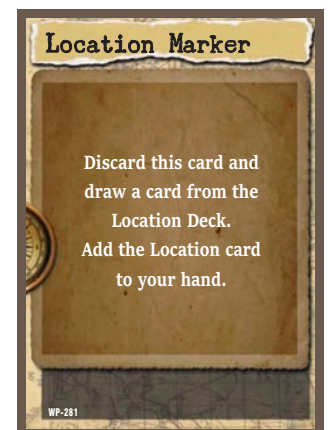 Location Marker
Discard this card and
draw a card from the
Location Deck.
Add the Location card
to your hand.
WP-281